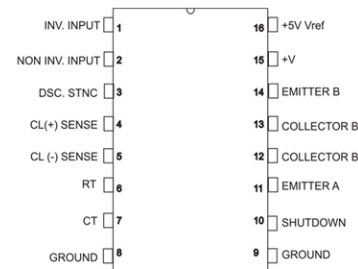 INV. INPUT 1 16 +5V Vref
NON INV. INPUT 2 15 +V
DSC. STNC 3 14 EMITTER B
CL(+) SENSE 4 13 COLLECTOR B
CL (-) SENSE 5 12 COLLECTOR B
RT 6 11 EMITTER A
CT 7 10 SHUTDOWN
GROUND 8 9 GROUND